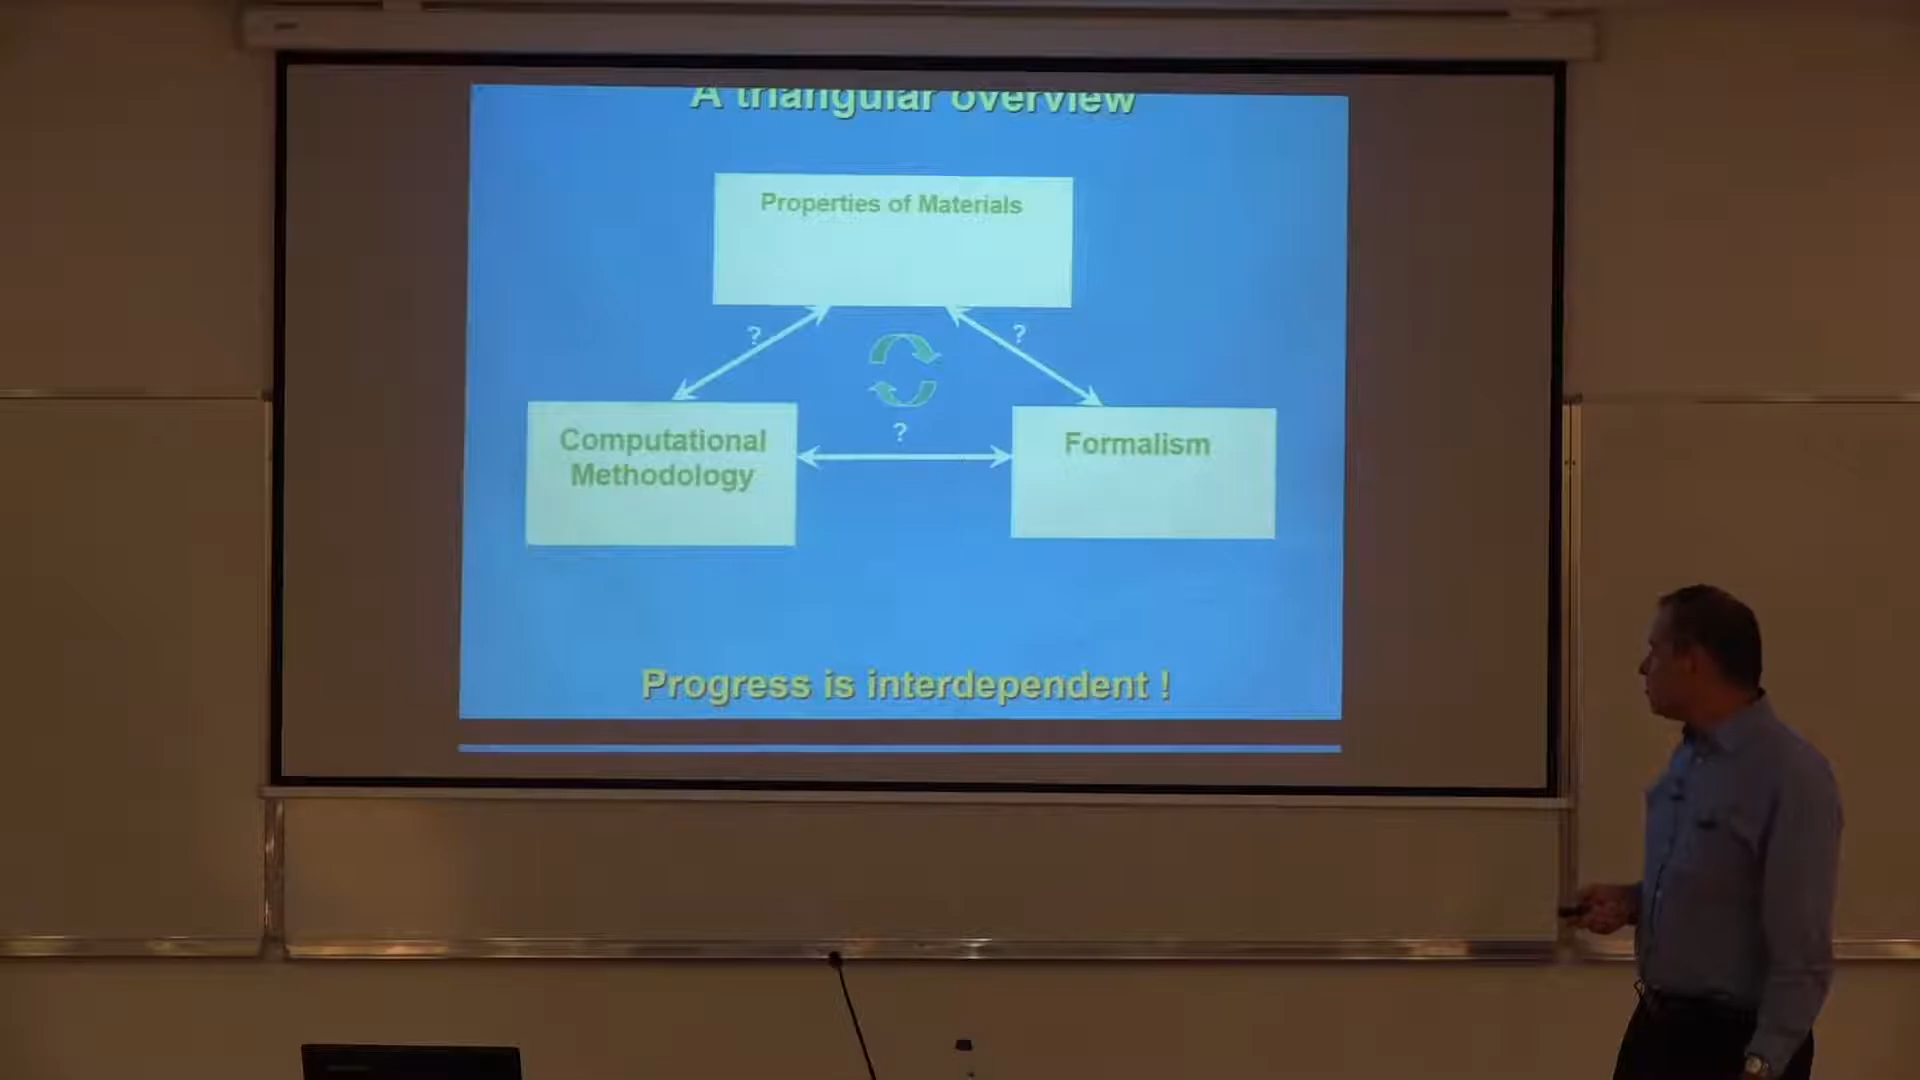 A triangular overview
Properties of Materials
?
?
?
Computational
Methodology
Formalism
Progress is interdependent !